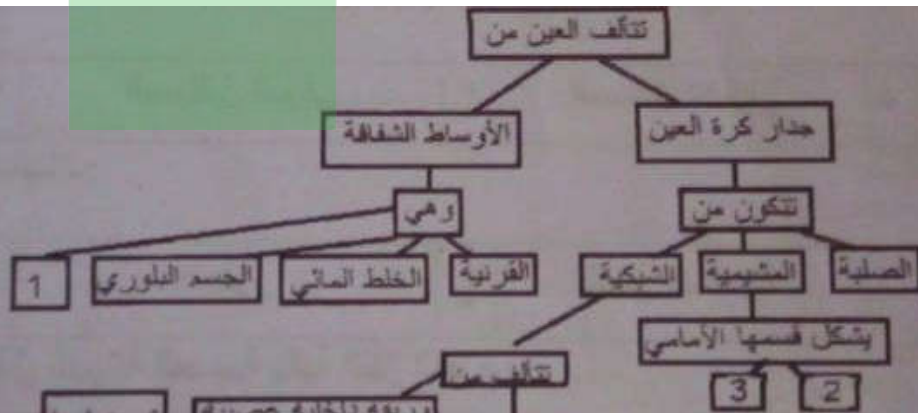 تتألف العين من
جدار كرة العين
الأوساط الشفافة
تتكون من
وهي
الصلبة
المشيمية
الشبكية
القرنية
الخلط المائي
الجسم البلوري
1
يشكل قسمها الأمامي
تتألف من
2
3